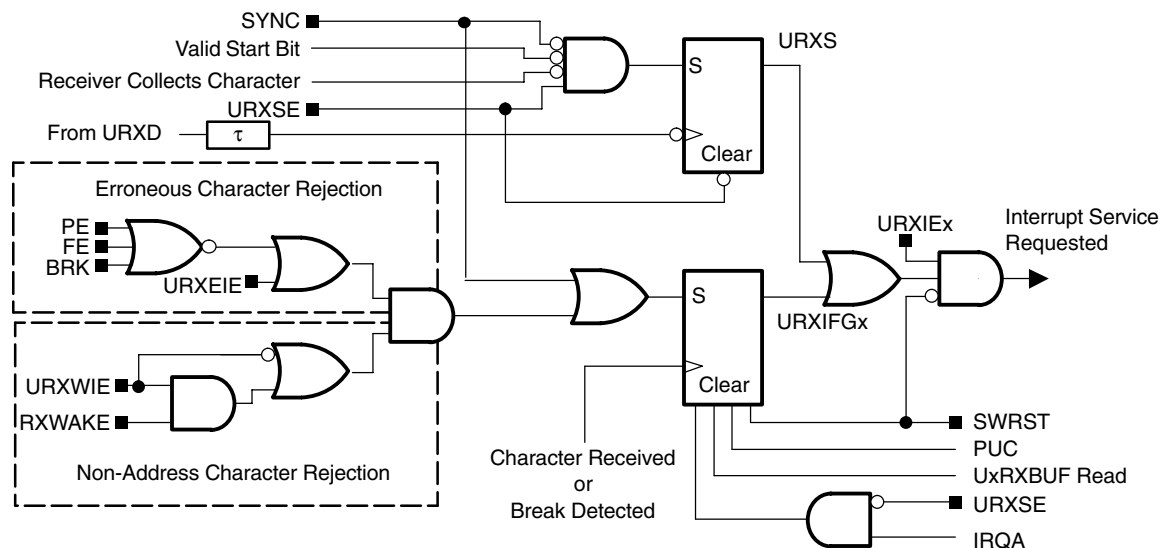 SYNC
Valid Start Bit
Receiver Collects Character
URXSE
From URXD
τ
S
Clear
URXS
Erroneous Character Rejection
PE
FE
BRK
URXEIE
URXIEx
Interrupt Service
Requested
S
Clear
URXIFGx
URXWIE
RXWAKE
Non-Address Character Rejection
Character Received
or
Break Detected
SWRST
PUC
UxRXBUF Read
URXSE
IRQA